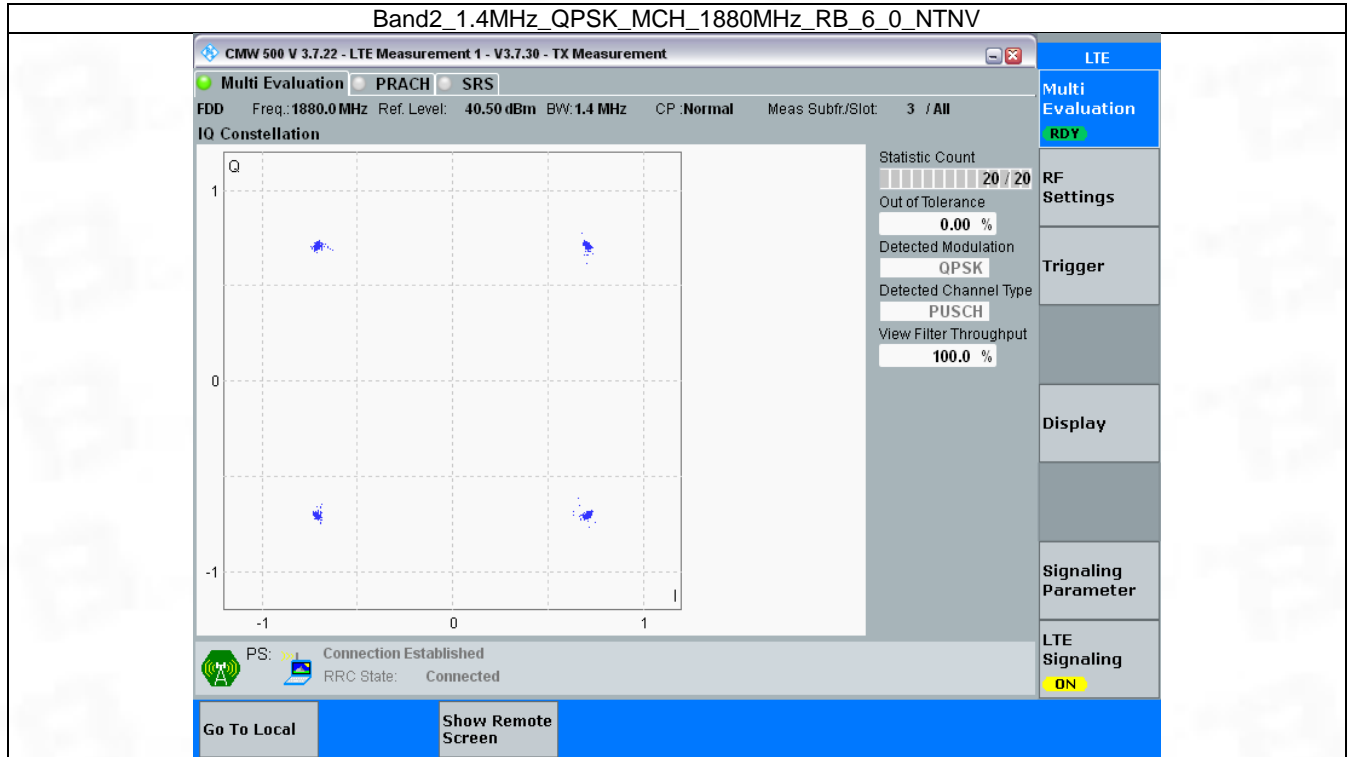 Band2_1.4MHz_QPSK_MCH_1880MHz_RB_6_0_NTNV
CMW 500 V 3.7.22 - LTE Measurement 1 - V3.7.30 - TX Measurement
Multi Evaluation PRACH SRS
FDD Freq.:1880.0 MHz Ref. Level: 40.50 dBm BW:1.4 MHz CP :Normal Meas Subfr./Slot: 3 / All
IQ Constellation
Q
1
0
-1
I
-1 0 1
Statistic Count
20 / 20
Out of Tolerance
0.00 %
Detected Modulation
QPSK
Detected Channel Type
PUSCH
View Filter Throughput
100.0 %
PS: Connection Established
RRC State: Connected
LTE
Multi
Evaluation
RDY
RF
Settings
Trigger
Display
Signaling
Parameter
LTE
Signaling
ON
Go To Local
Show Remote
Screen